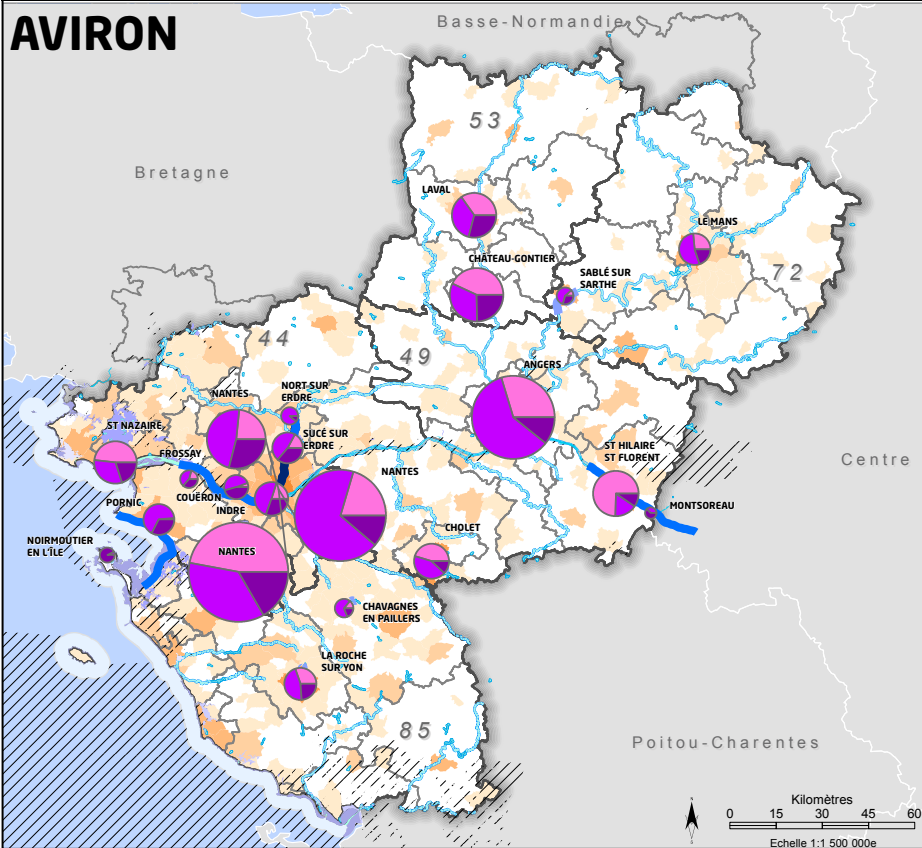 AVIRON
Basse-Normandie
53
Bretagne
LAVAL
LE MANS
CHÂTEAU-GONTIER
SABLÉ SUR
SARTHE
72
44
49
ANGERS
NANTES
NORT SUR
ERDRE
ST NAZAIRE
SUCÉ SUR
ERDRE
FROSSAY
NANTES
ST HILAIRE
ST FLORENT
Centre
COUËRON
INDRE
PORNIC
MONTSOREAU
CHOLET
NOIRMOUTIER
EN L'ÎLE
NANTES
CHAVAGNES
EN PAILLERS
LA ROCHE
SUR YON
85
Poitou-Charentes
Kilomètres
0 15 30 45 60
Echelle 1:1 500 000e